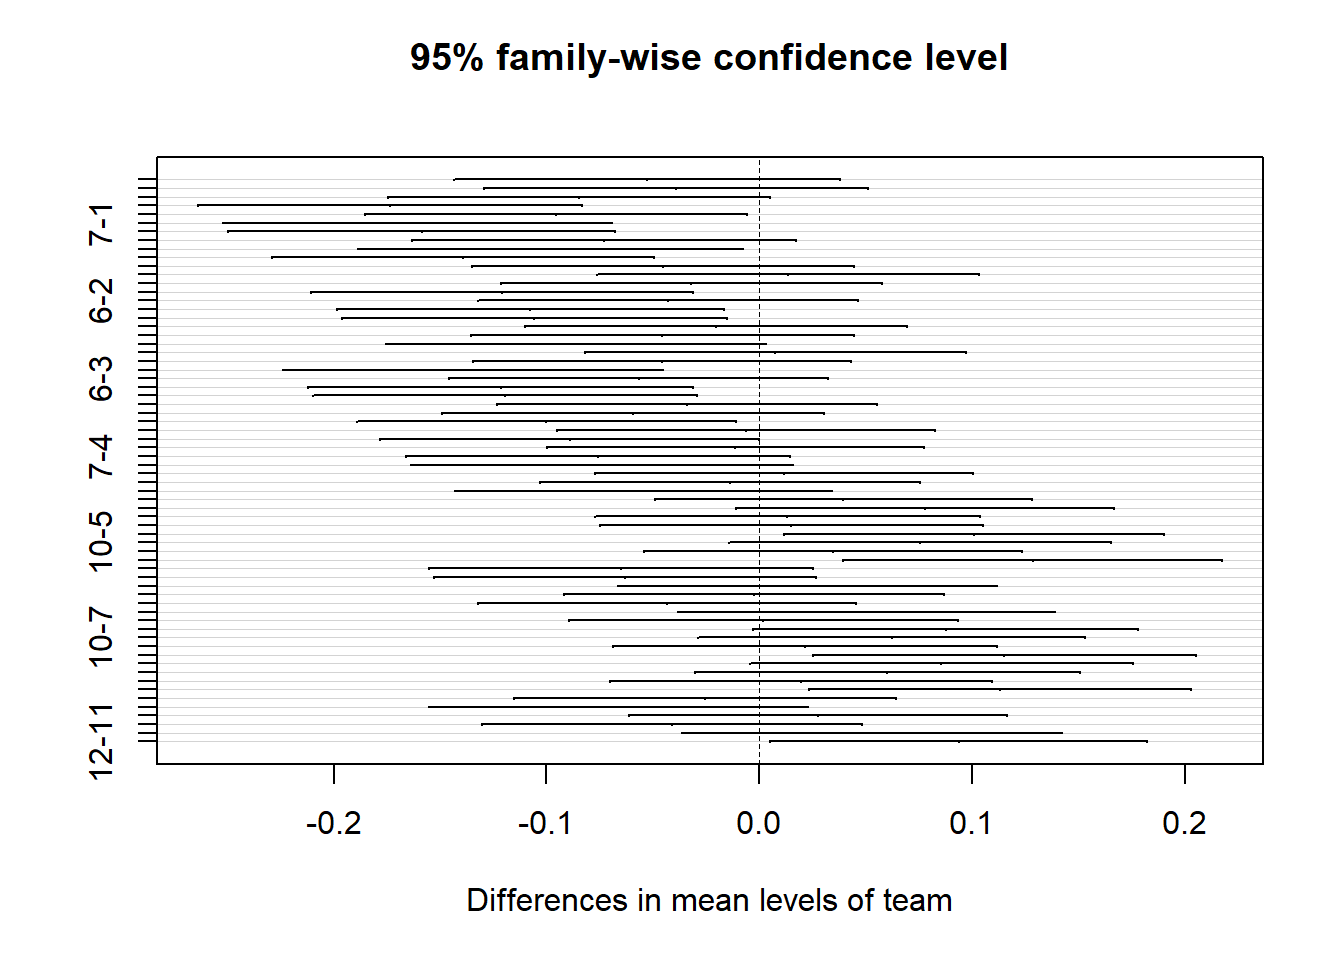 95% family-wise confidence level
7-1
6-2
6-3
7-4
10-5
10-7
12-11
-0.2 -0.1 0.0 0.1 0.2
Differences in mean levels of team